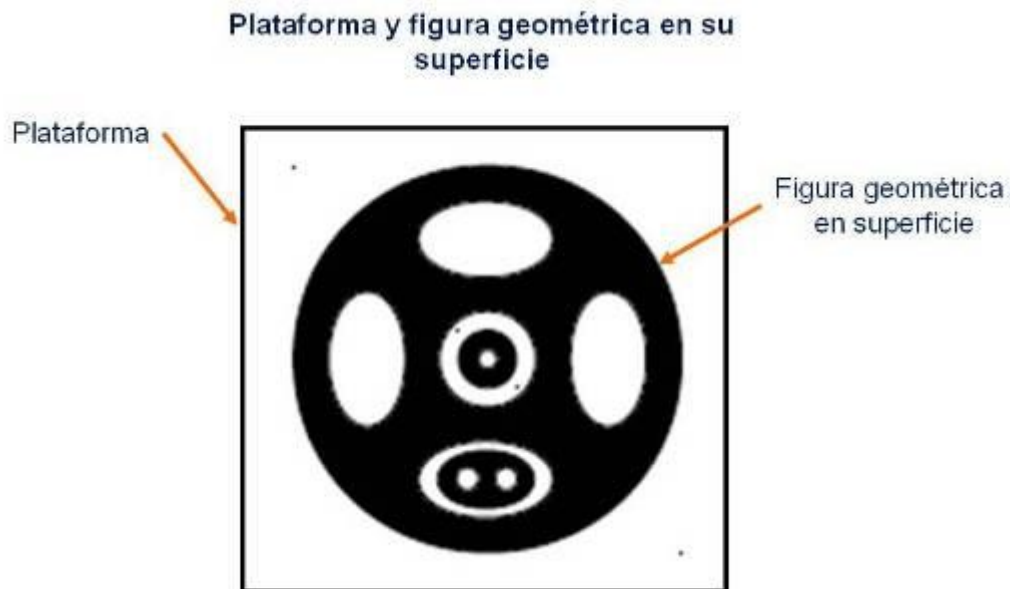 Plataforma y figura geométrica en su
superficie
Plataforma
Figura geométrica
en superficie